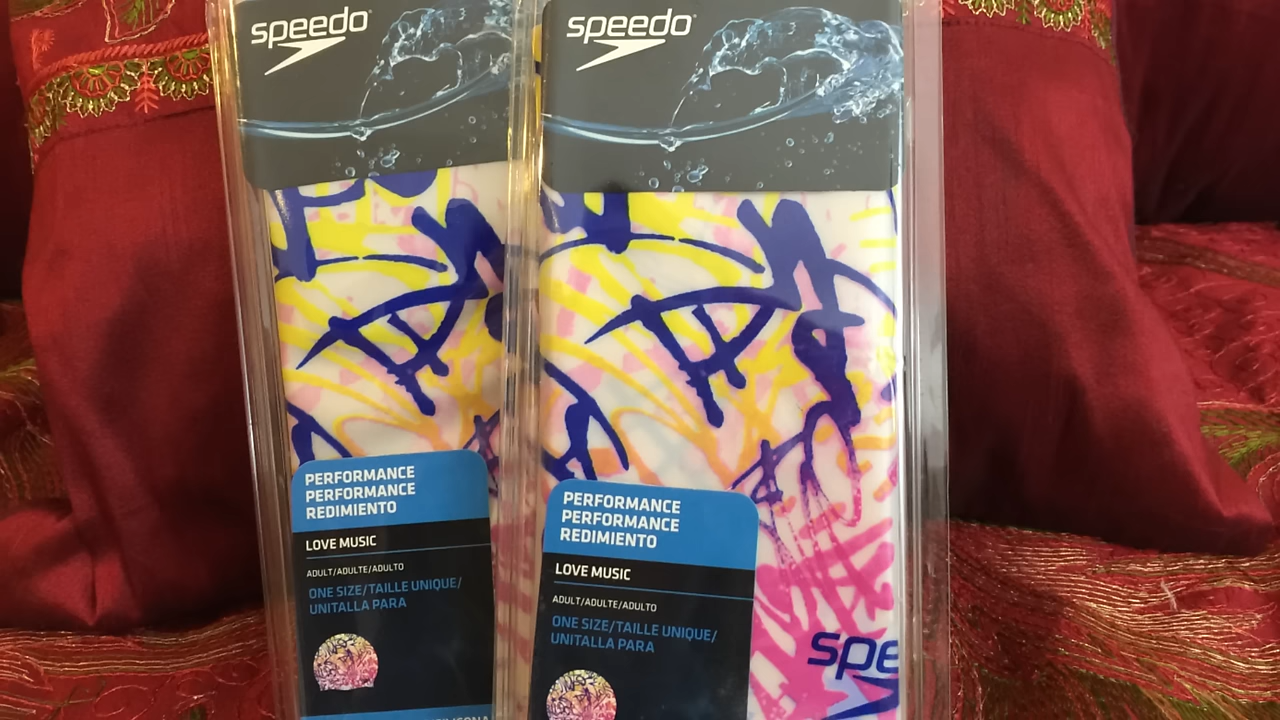 speedo
PERFORMANCE
PERFORMANCE
REDIMIENTO
LOVE MUSIC
ADULT/ADULTE/ADULTO
ONE SIZE/TAILLE UNIQUE/
UNITALLA PARA
speedo
PERFORMANCE
PERFORMANCE
REDIMIENTO
LOVE MUSIC
ADULT/ADULTE/ADULTO
ONE SIZE/TAILLE UNIQUE/
UNITALLA PARA
spe